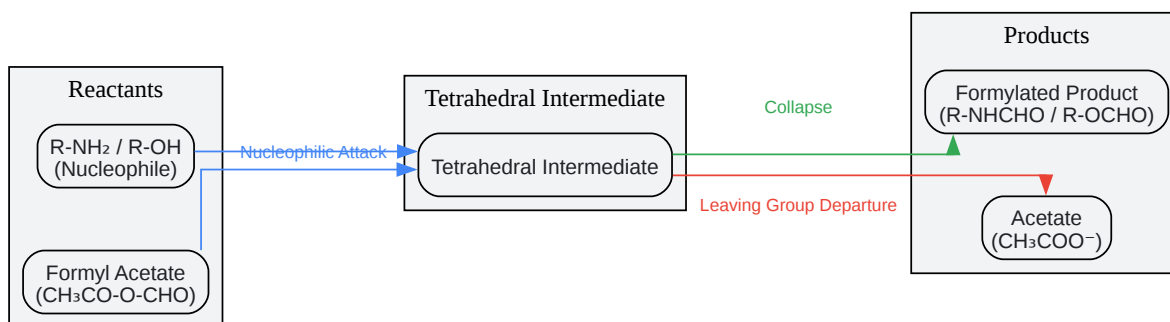 Reactants
R-NH₂ / R-OH
(Nucleophile)
Formyl Acetate
(CH₃CO-O-CHO)
Nucleophilic Attack
Tetrahedral Intermediate
Tetrahedral Intermediate
Collapse
Leaving Group Departure
Products
Formylated Product
(R-NHCHO / R-OCHO)
Acetate
(CH₃COO⁻)